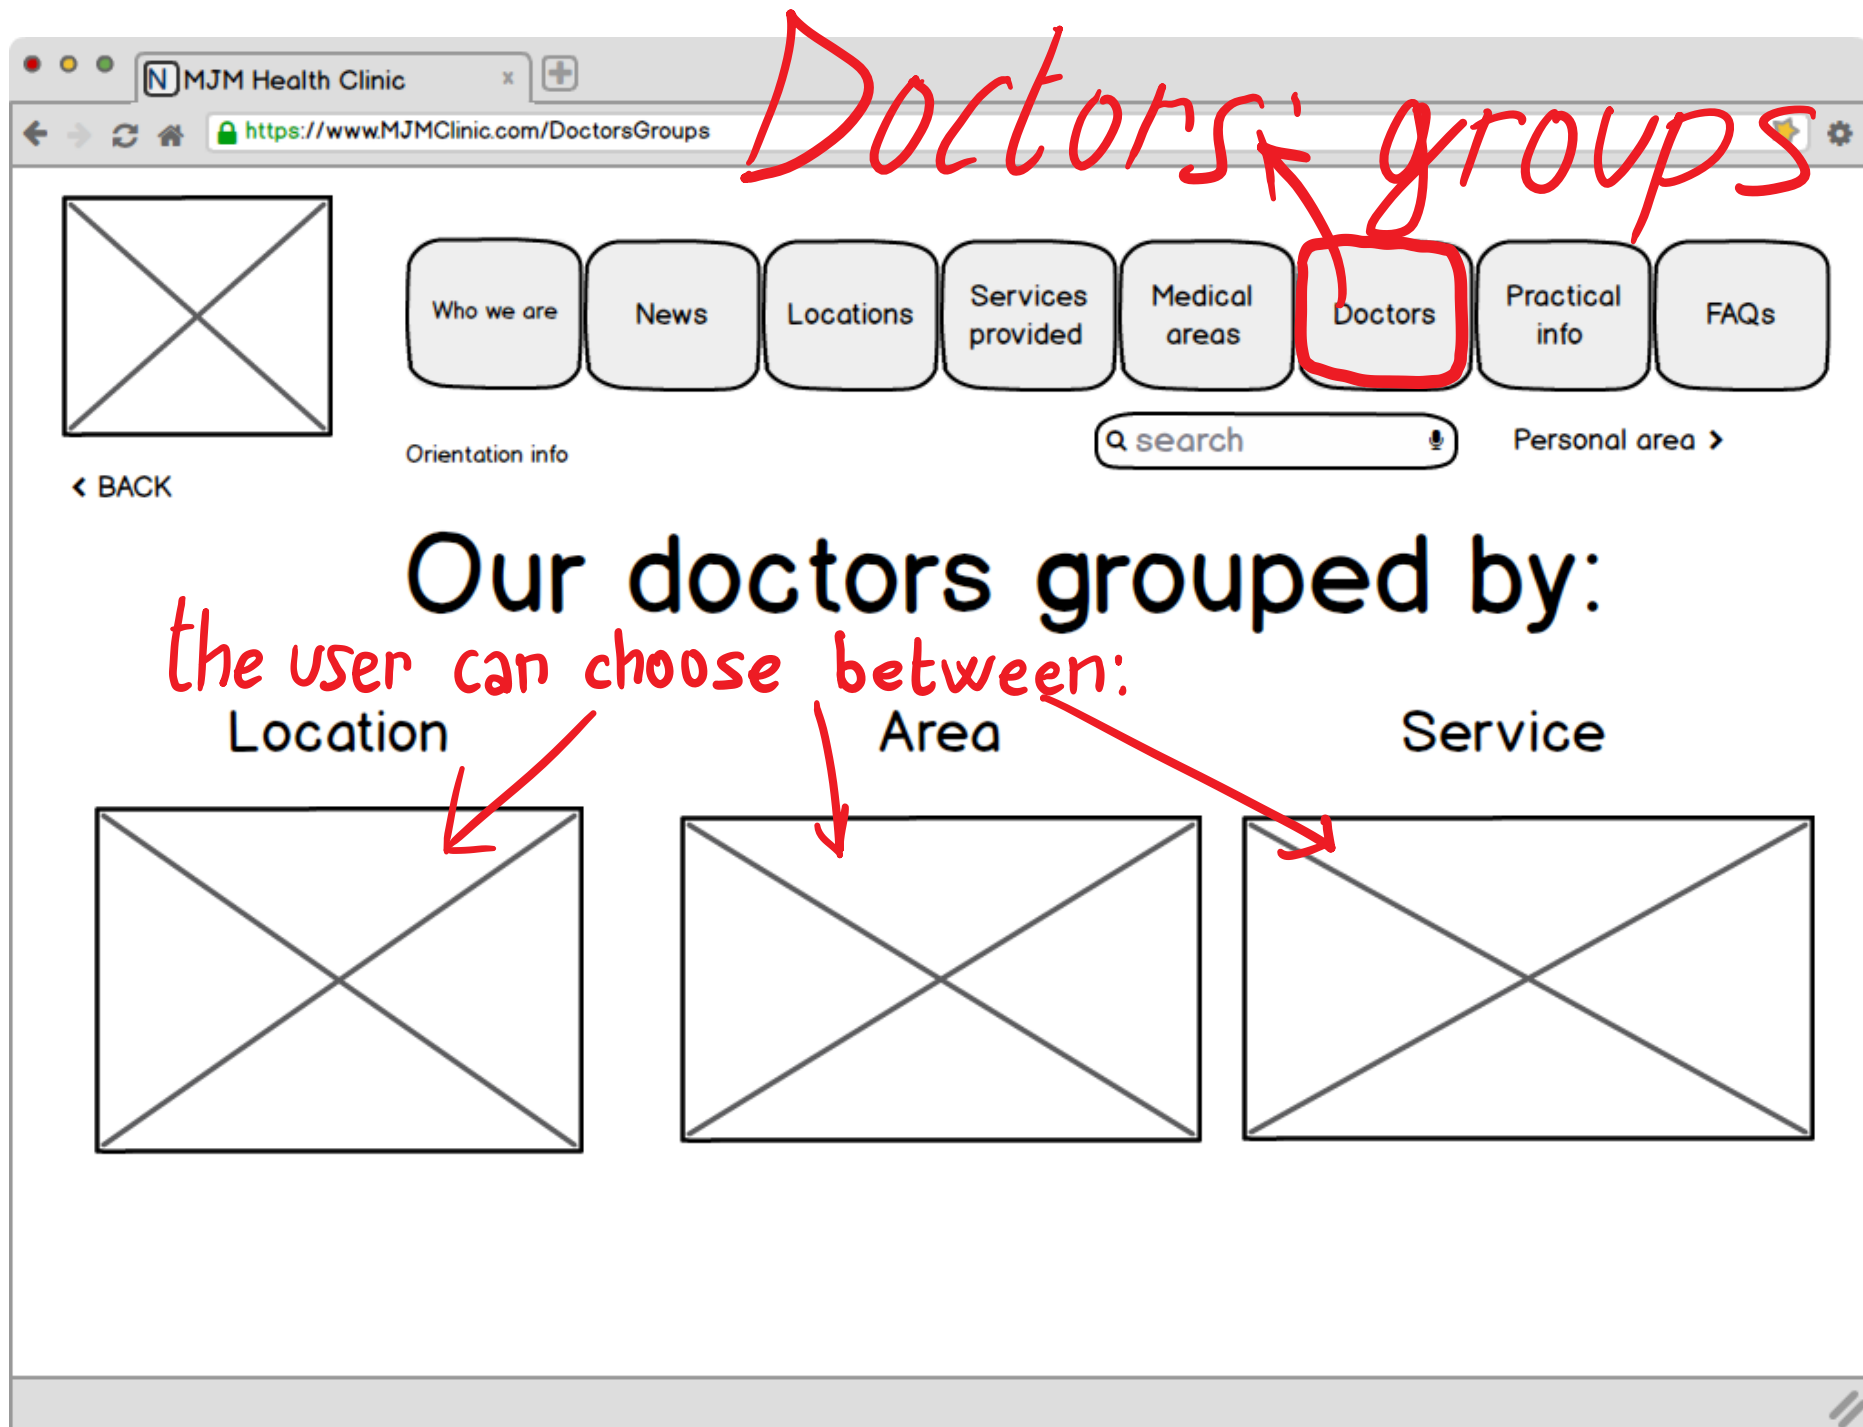 Doctors' groups
N MJM Health Clinic
https://www.MJMClinic.com/DoctorsGroups
Who we are
News
Locations
Services
provided
Medical
areas
Doctors
Practical
info
FAQs
search
Personal area
Orientation info
BACK
Our doctors grouped by:
the user can choose between:
Location
Area
Service